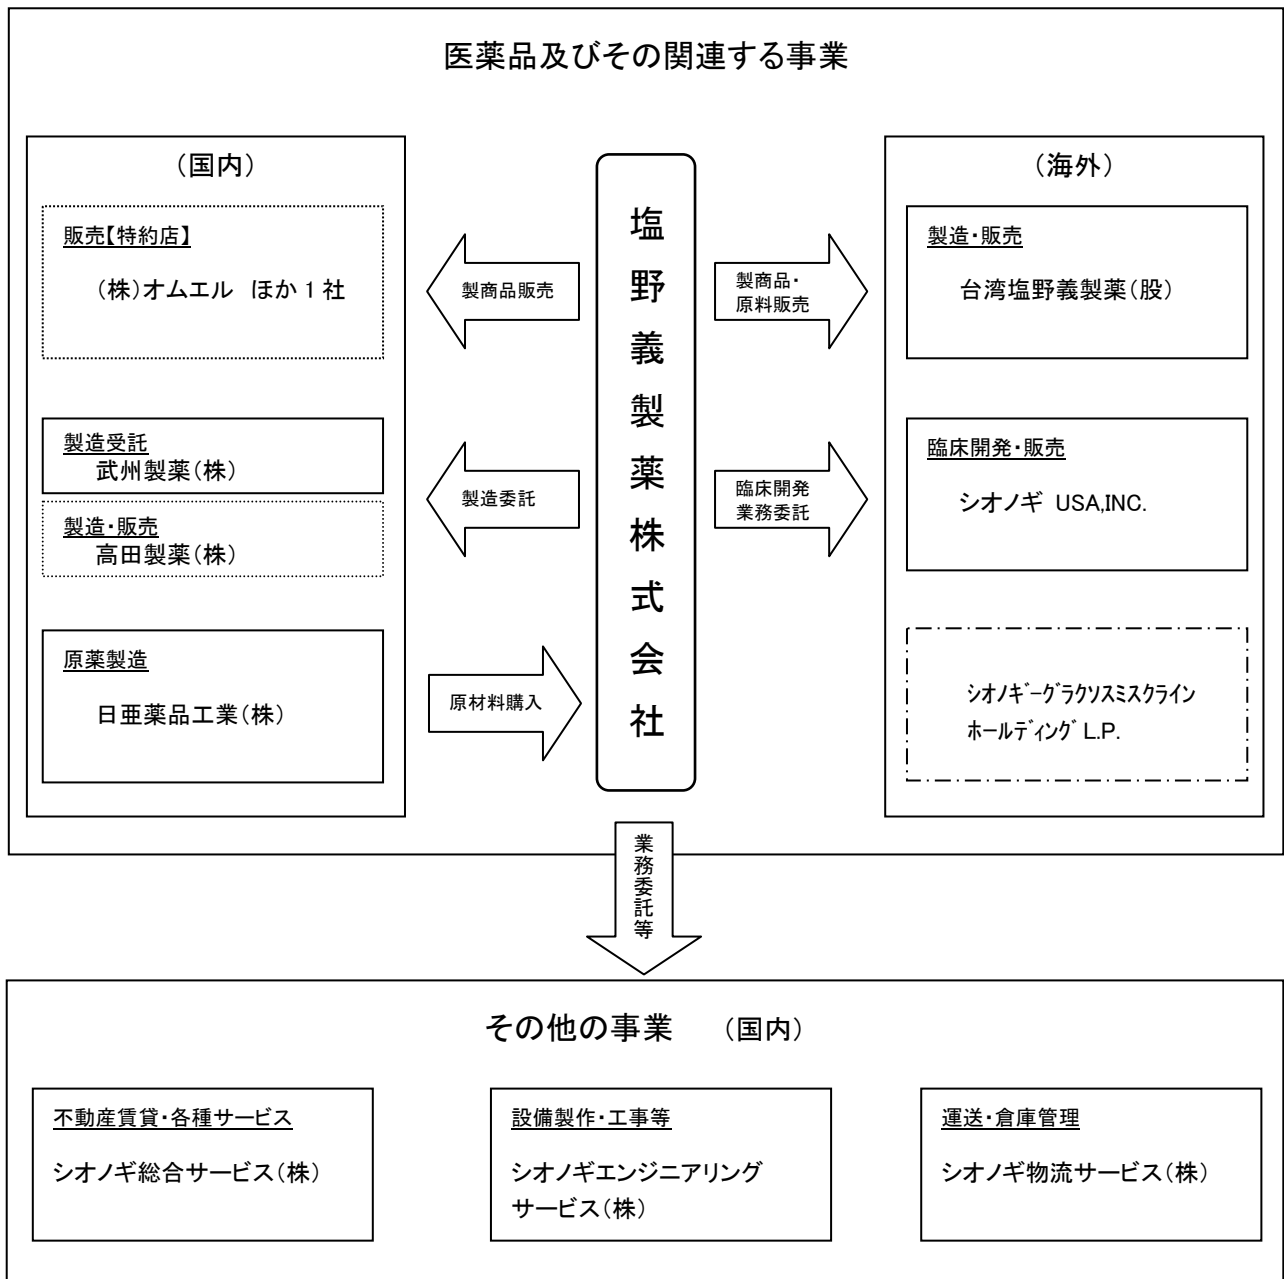 医薬品及びその関連する事業
（国内）
販売【特約店】
（株）オムエル ほか1社
製造受託
武州製薬（株）
製造・販売
高田製薬（株）
原薬製造
日亜薬品工業（株）
製商品販売
製造委託
原材料購入
塩野義製薬株式会社
製商品・
原料販売
臨床開発
業務委託
（海外）
製造・販売
台湾塩野義製薬（股）
臨床開発・販売
シオノギ USA,INC.
ｼｵﾉｷﾞｰｸﾞﾗｸｿｽﾐｽｸライン
ﾎｰﾙﾃﾞｨﾝｸﾞ L.P.
業務委託等
その他の事業 （国内）
不動産賃貸・各種サービス
シオノギ総合サービス（株）
設備製作・工事等
シオノギエンジニアリング
サービス（株）
運送・倉庫管理
シオノギ物流サービス（株）